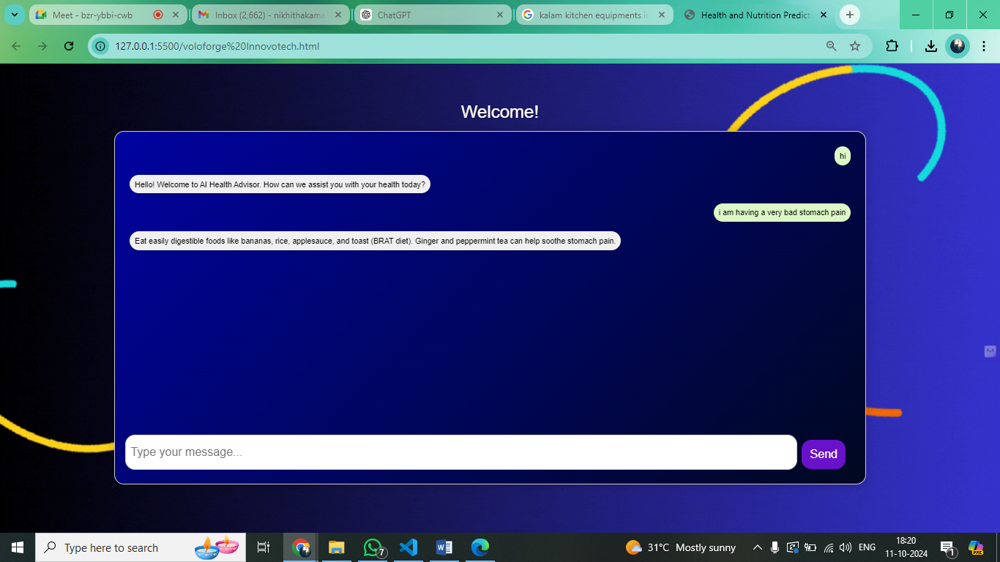 Meet - bzr-ybbi-cwb
Inbox (2,662) - nikhithakama
ChatGPT
kalam kitchen equipments i
Health and Nutrition Predicti
127.0.0.1:5500/voloforge%20Innovotech.html
Welcome!
hi
Hello! Welcome to AI Health Advisor. How can we assist you with your health today?
i am having a very bad stomach pain
Eat easily digestible foods like bananas, rice, applesauce, and toast (BRAT diet). Ginger and peppermint tea can help soothe stomach pain.
Type your message...
Send
Type here to search
7
31°C Mostly sunny
ENG
18:20
11-10-2024
1
PRE